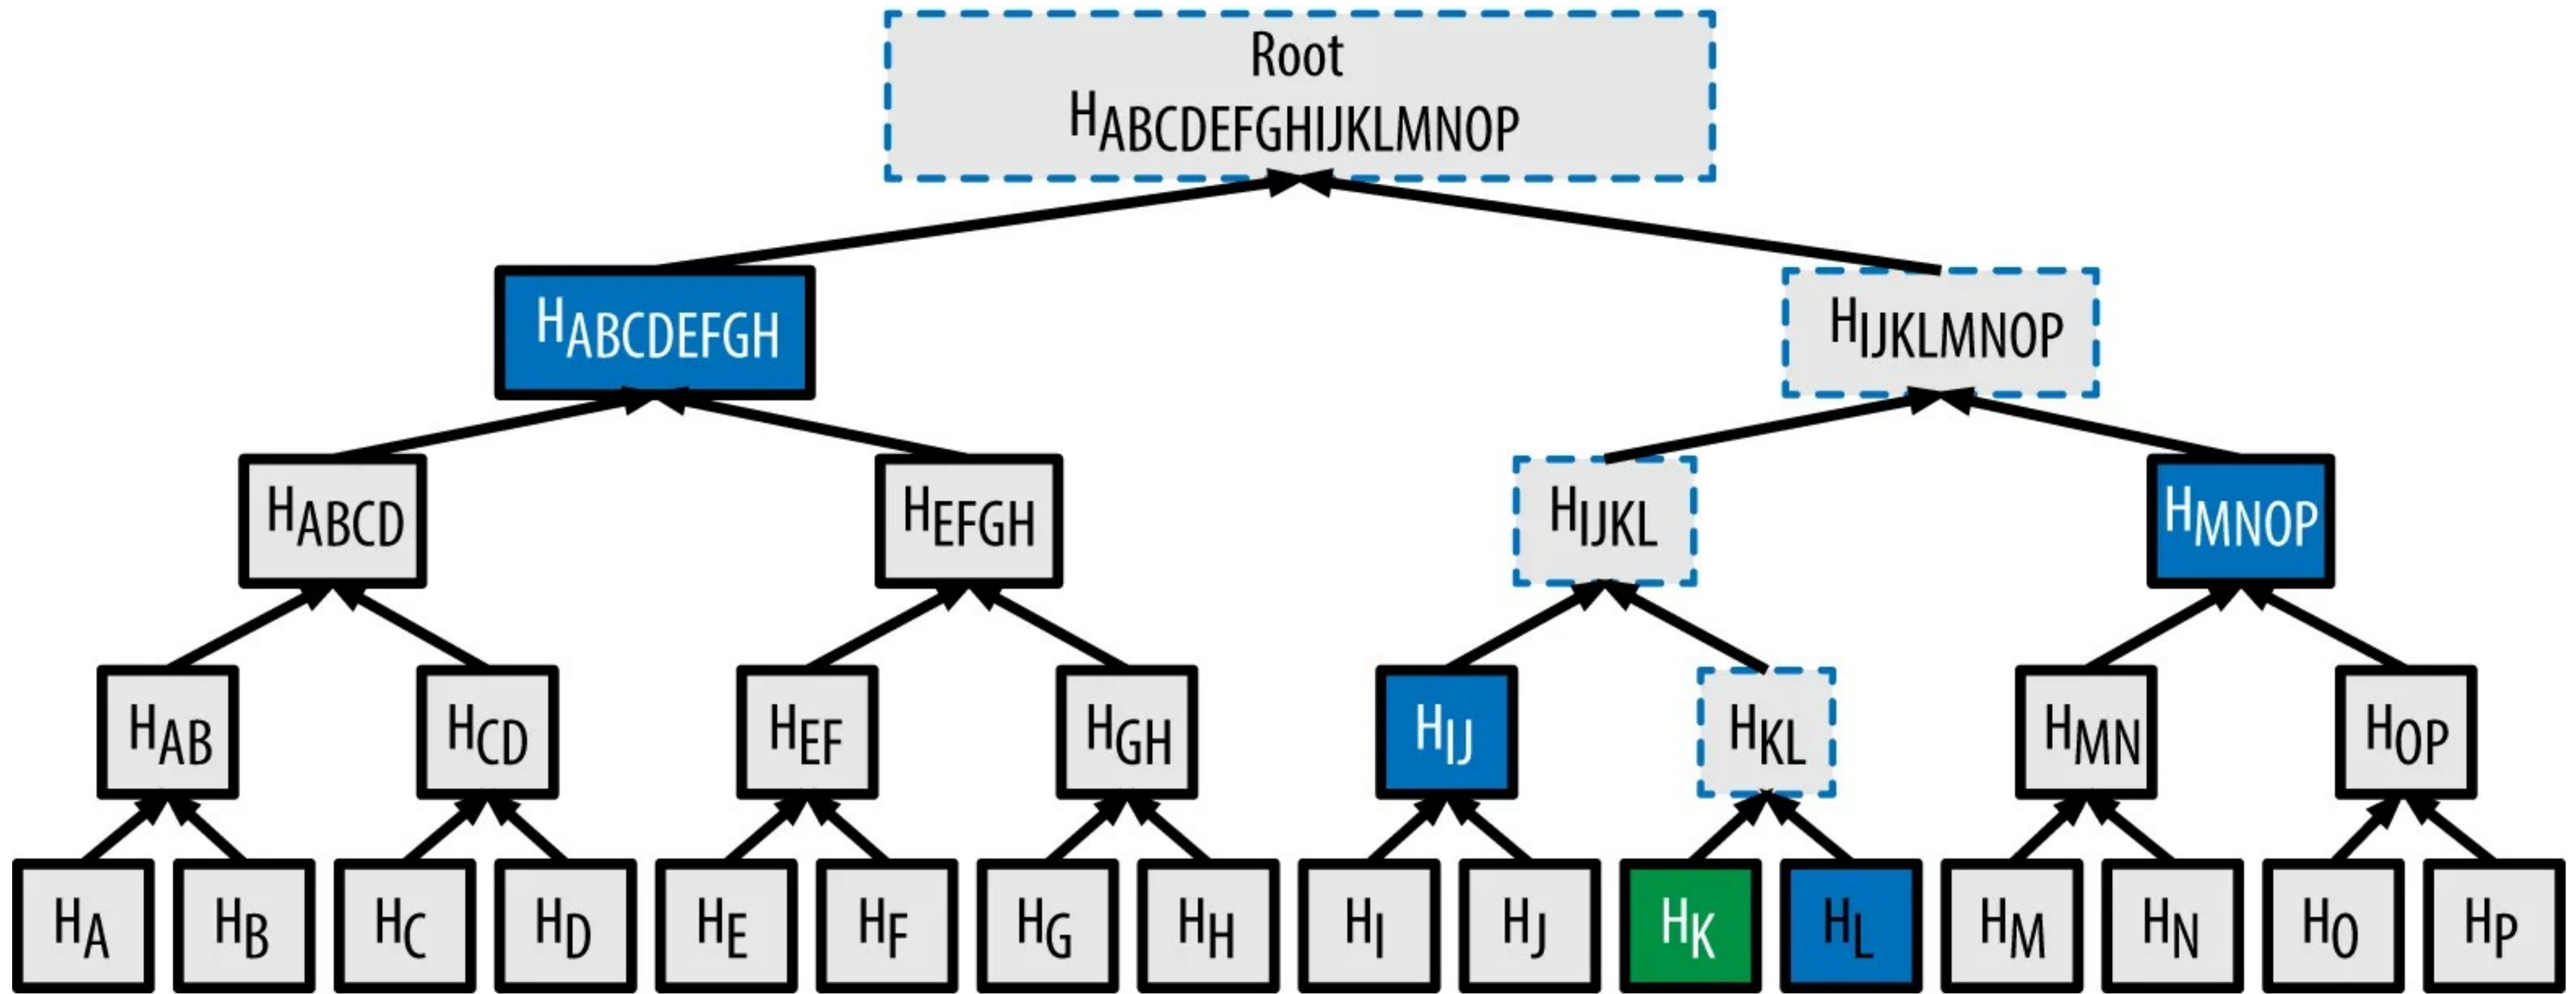 Root
HABCDEFGHIJKLMNOP
HABCDEFGH
HIJKLMNOP
HABCD
HEFGH
HIJKL
HMNOP
HAB
HCD
HEF
HGH
HIJ
HKL
HMN
HOP
HA
HB
HC
HD
HE
HF
HG
HH
HI
HJ
HK
HL
HM
HN
HO
HP